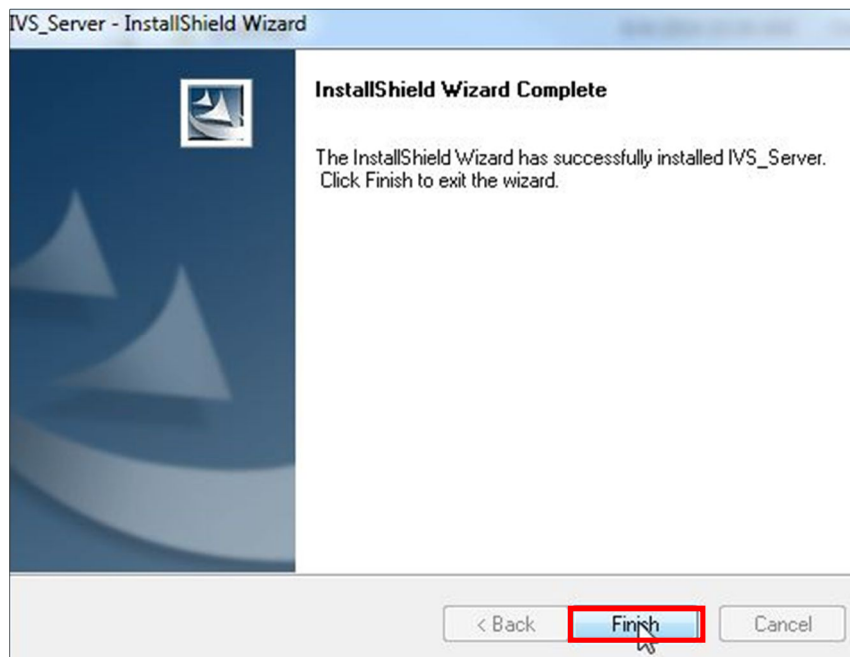 IVS_Server - InstallShield Wizard
InstallShield Wizard Complete
The InstallShield Wizard has successfully installed IVS_Server.
Click Finish to exit the wizard.
< Back
Finish
Cancel